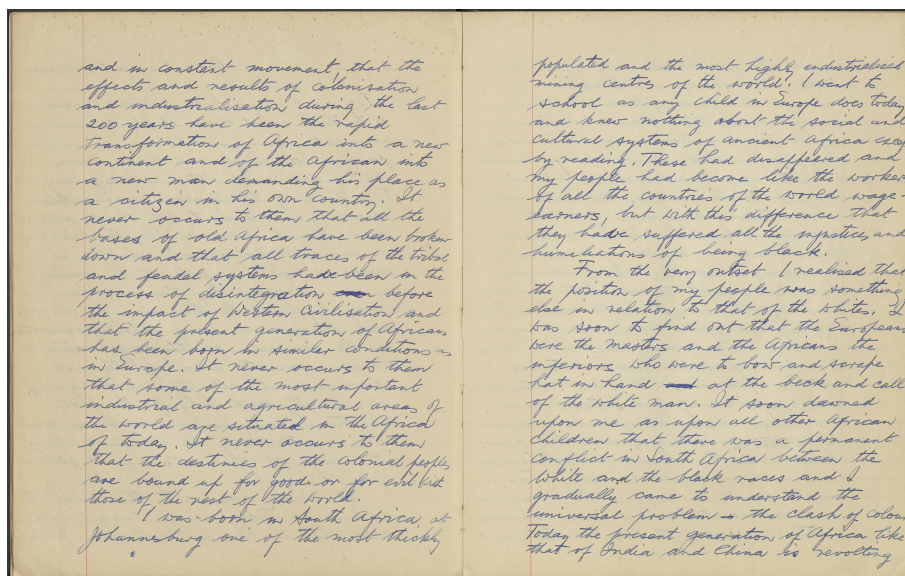 and in constant movement, that the
effects and results of colonisation
and industrialisation during the last
200 years have been the rapid
transformation of Africa into a new
continent and of the African into
a new man demanding his place as
a citizen in his own country. It
never occurs to them that all the
bases of old Africa have been broken
down and that all traces of the tribal
and feudal systems had been in the
process of disintegration before
the impact of Western Civilisation and
that the present generation of Africans
has been born in similar conditions as
in Europe. It never occurs to them
that some of the most important
industrial and agricultural areas of
the world are situated in the Africa
of today. It never occurs to them
that the destinies of the colonial peoples
are bound up for good or for evil with
those of the rest of the world.
I was born in South Africa, at
Johannesburg one of the most thickly
populated and the most highly industrialised
mining centres of the world. I went to
school as any child in Europe does today
and knew nothing about the social and
cultural systems of ancient Africa excep
by reading. These had disappeared and
my people had become like the worker
of all the countries of the world wage-
earners, but with this difference that
they had suffered all the injustices and
humiliations of being black.
From the very outset I realised that
the position of my people was something
else in relation to that of the whites. I
was soon to find out that the Europeans
were the masters and the Africans the
inferiors who were to bow and scrape
hat in hand at the beck and call
of the white man. It soon dawned
upon me as upon all other African
children that there was a permanent
conflict in South Africa between the
white and the black races and I
gradually came to understand the
universal problem - the clash of colour
Today the present generation of Africa like
that of India and China is revolting